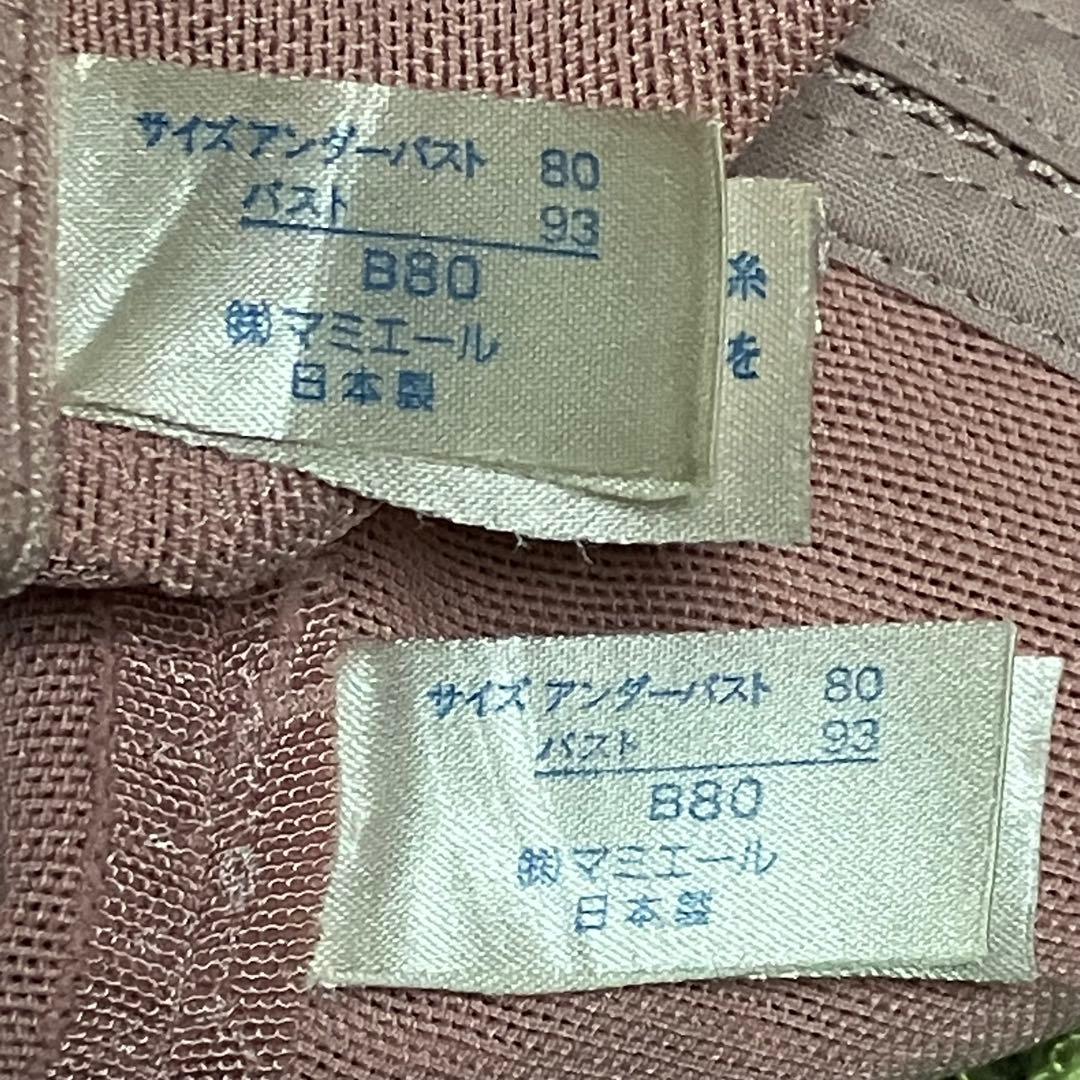 サイズ アンダーバスト 80
バスト 93
B80
㈱マミエール
日本製
糸
を
サイズ アンダーバスト 80
バスト 93
B80
㈱マミエール
日本製